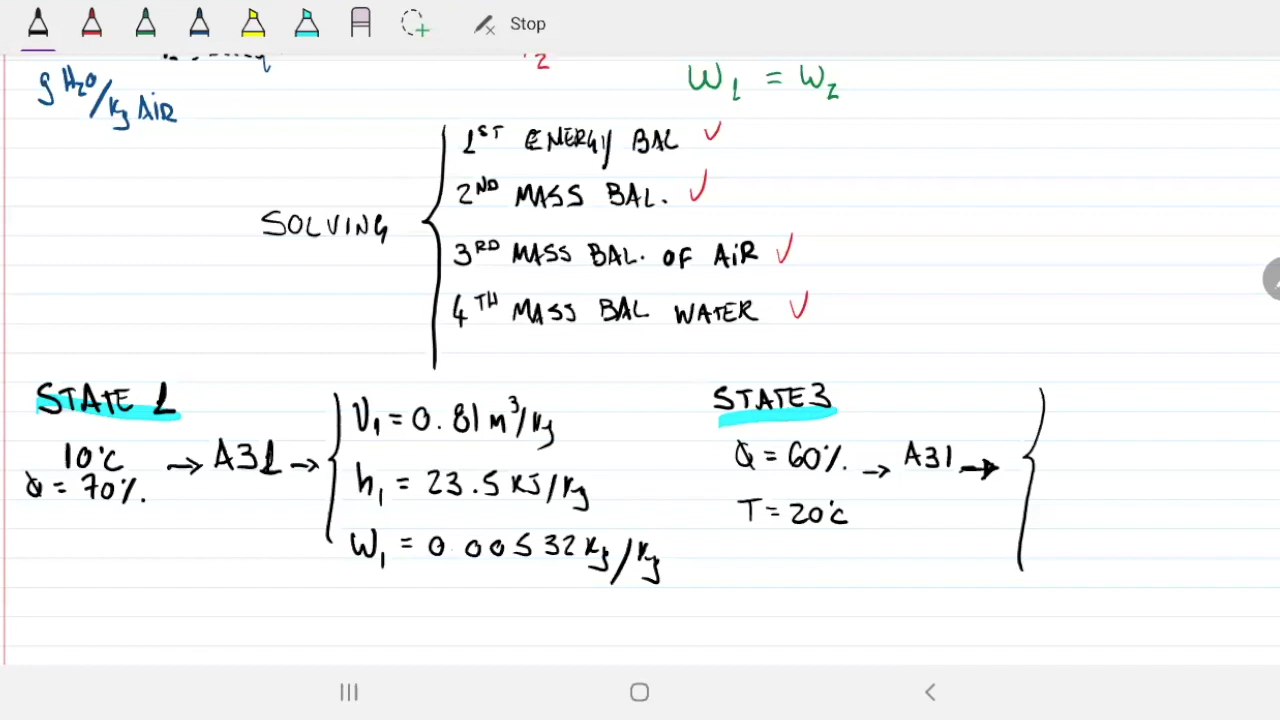 Stop
g H₂O/Kg AiR
2
W₁ = W₂
SOLVING
1ST ENERGY BAL ✓
2ND MASS BAL. ✓
3RD MASS BAL. OF AiR ✓
4TH MASS BAL WATER ✓
STATE 1
10°C
Φ = 70%.
→ A31 →
V₁ = 0.81 m³/Kg
h₁ = 23.5 KJ/Kg
W₁ = 0.00532 Kg/Kg
STATE 3
Φ = 60%. → A31 →
T = 20°C